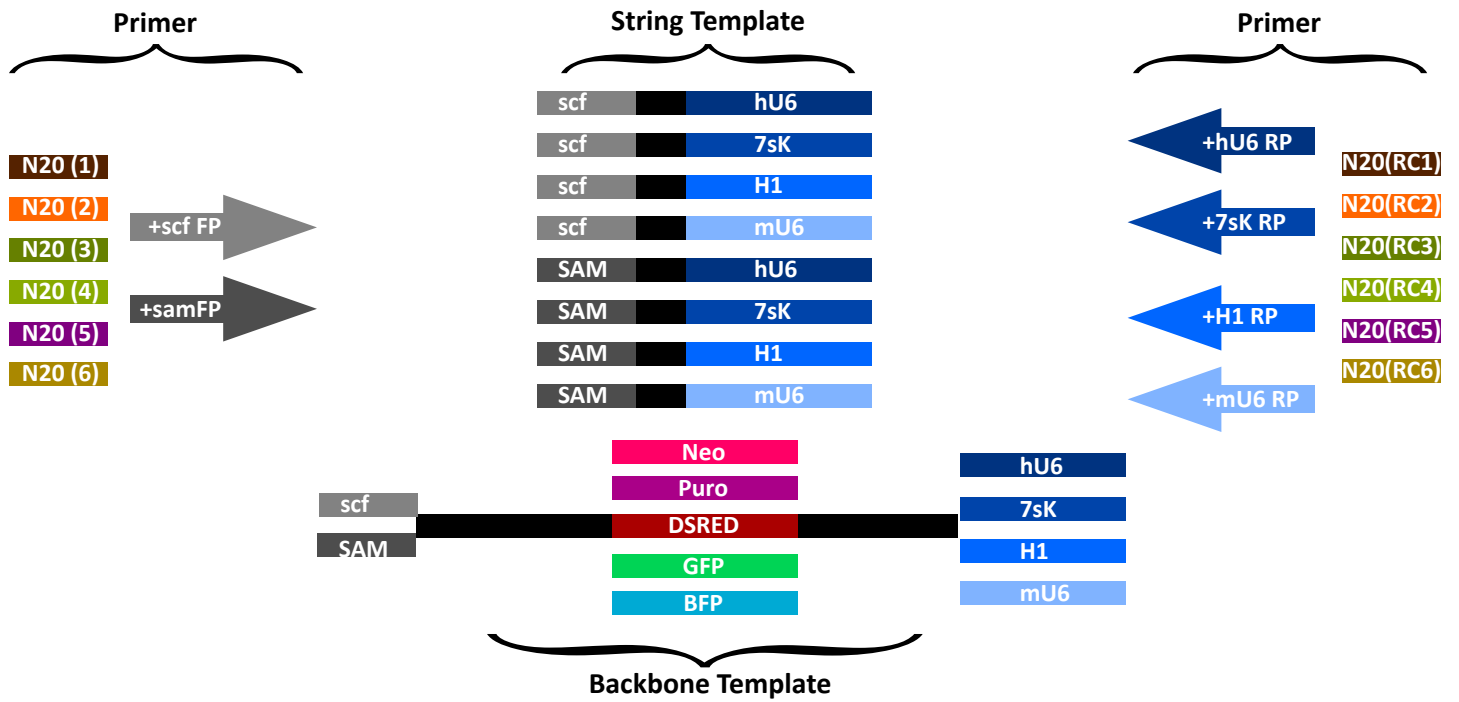 Primer
String Template
Primer
N20 (1)
N20 (2)
N20 (3)
N20 (4)
N20 (5)
N20 (6)
+scf FP
+samFP
scf hU6
scf 7sK
scf H1
scf mU6
SAM hU6
SAM 7sK
SAM H1
SAM mU6
+hU6 RP
+7sK RP
+H1 RP
+mU6 RP
N20(RC1)
N20(RC2)
N20(RC3)
N20(RC4)
N20(RC5)
N20(RC6)
scf
SAM
Neo
Puro
DSRED
GFP
BFP
hU6
7sK
H1
mU6
Backbone Template